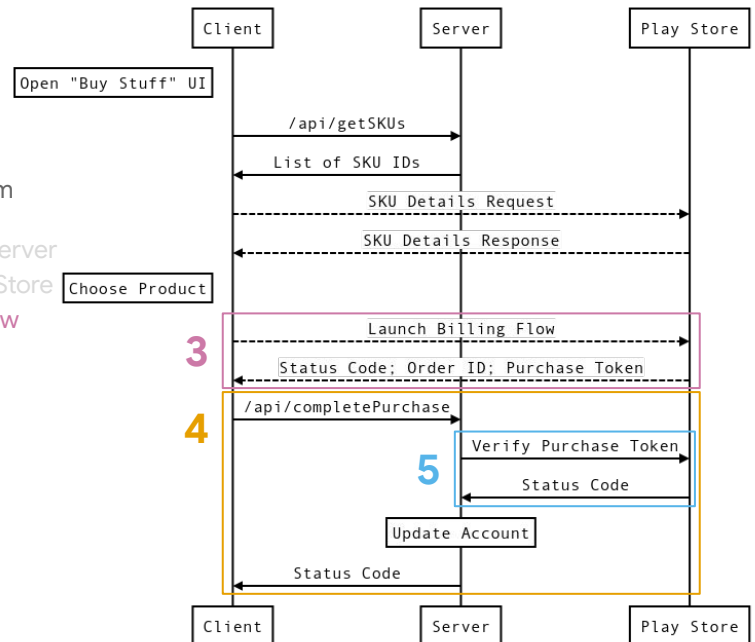 Client
Server
Play Store
Open "Buy Stuff" UI
/api/getSKUs
List of SKU IDs
m
SKU Details Request
erver
SKU Details Response
Store
Choose Product
w
Launch Billing Flow
3
Status Code; Order ID; Purchase Token
/api/completePurchase
4
Verify Purchase Token
5
Status Code
Update Account
Status Code
Client
Server
Play Store